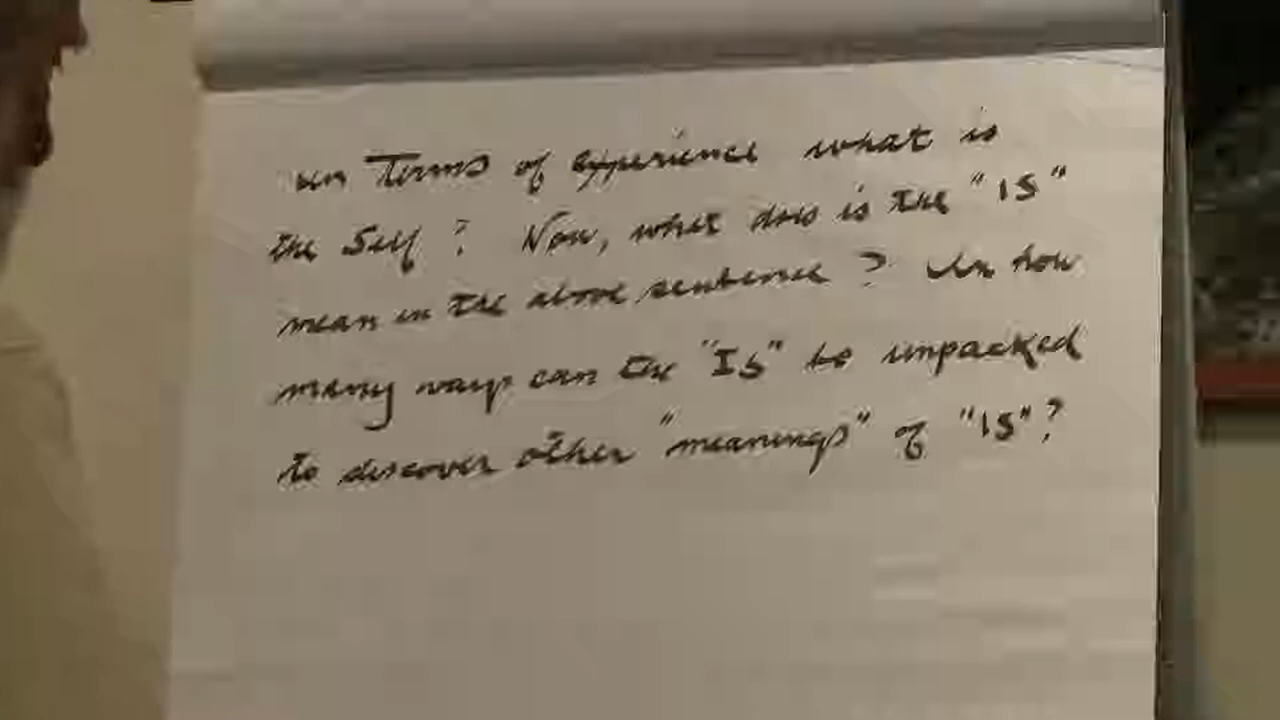 in Terms of experience what is
the Self? Now, what does is the "IS"
mean in the above sentence? In how
many ways can the "Is" be unpacked
to discover other "meanings" of "IS"?